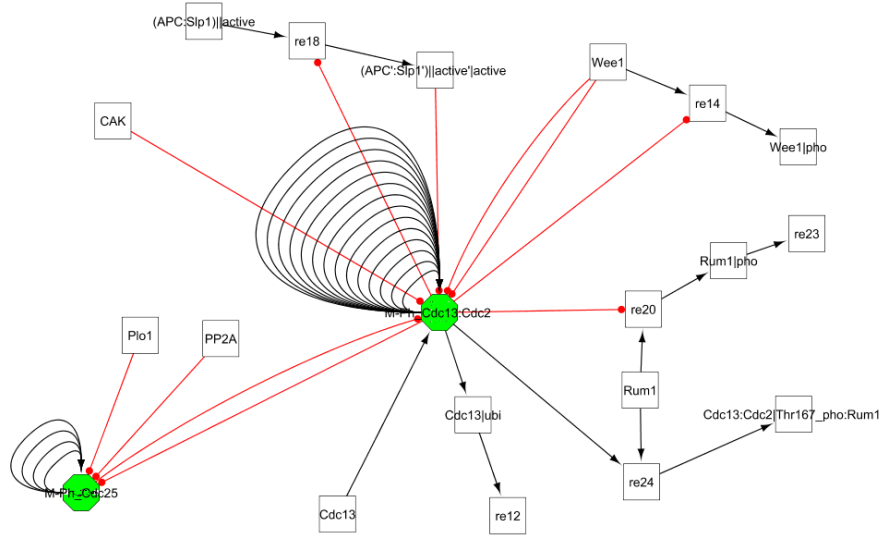 (APC:Slp1)||active
re18
(APC':Slp1')||active'|active
Wee1
re14
CAK
Wee1|pho
re23
Rum1|pho
M-Ph_Cdc13:Cdc2
re20
Plo1
PP2A
Rum1
Cdc13|ubi
Cdc13:Cdc2|Thr167_pho:Rum1
M-Ph_Cdc25
re24
Cdc13
re12